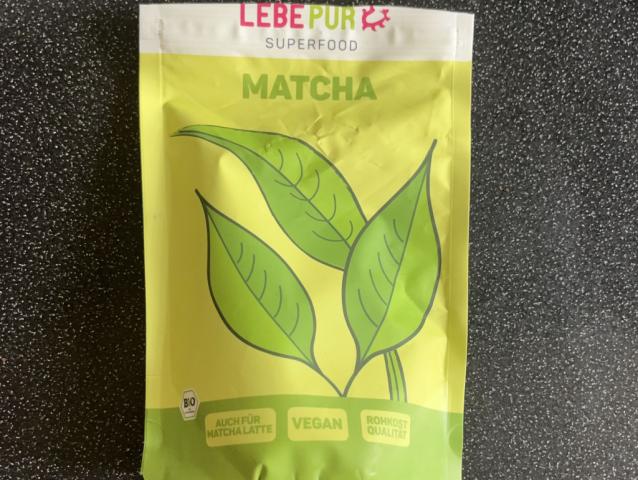 LEBEPUR
SUPERFOOD
MATCHA
BIO
AUCH FÜR
MATCHA LATTE
VEGAN
ROHKOST
QUALITÄT